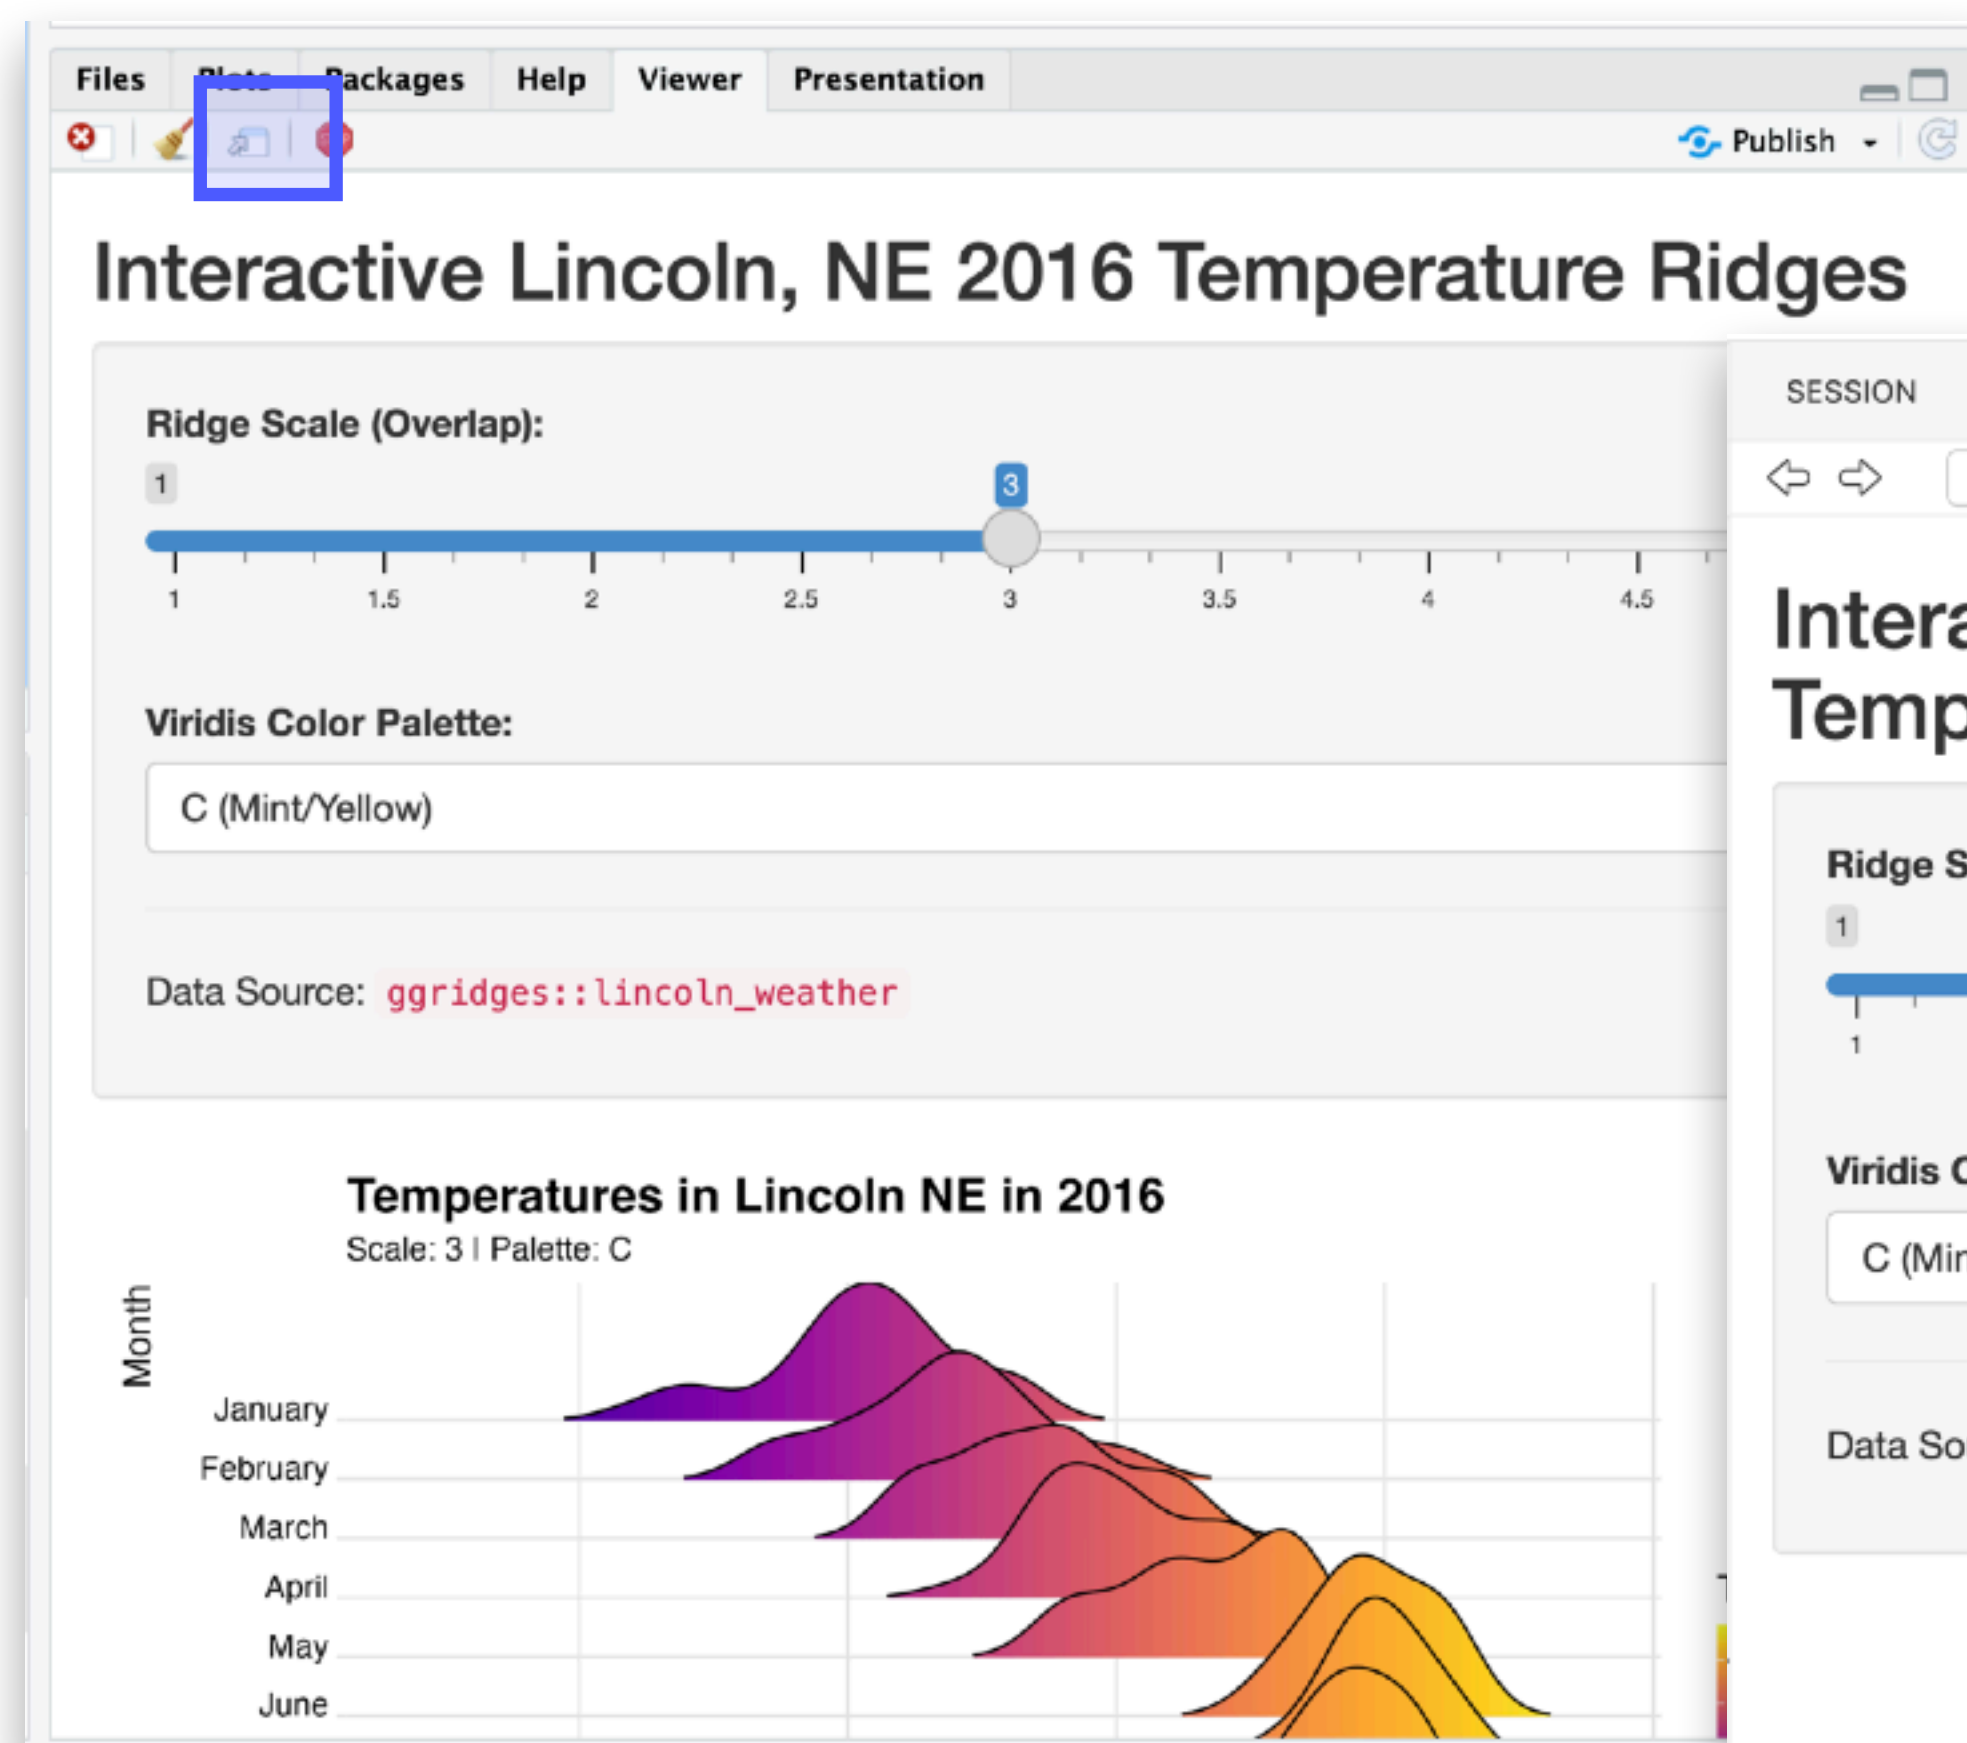 Files Plots Packages Help Viewer Presentation
Publish
Interactive Lincoln, NE 2016 Temperature Ridges
Ridge Scale (Overlap):
1 3
1 1.5 2 2.5 3 3.5 4 4.5
Viridis Color Palette:
C (Mint/Yellow)
Data Source: ggridges::lincoln_weather
Temperatures in Lincoln NE in 2016
Scale: 3 | Palette: C
Month
January
February
March
April
May
June
SESSION
Intera
Temp
Ridge S
1
1
Viridis C
C (Min
Data So